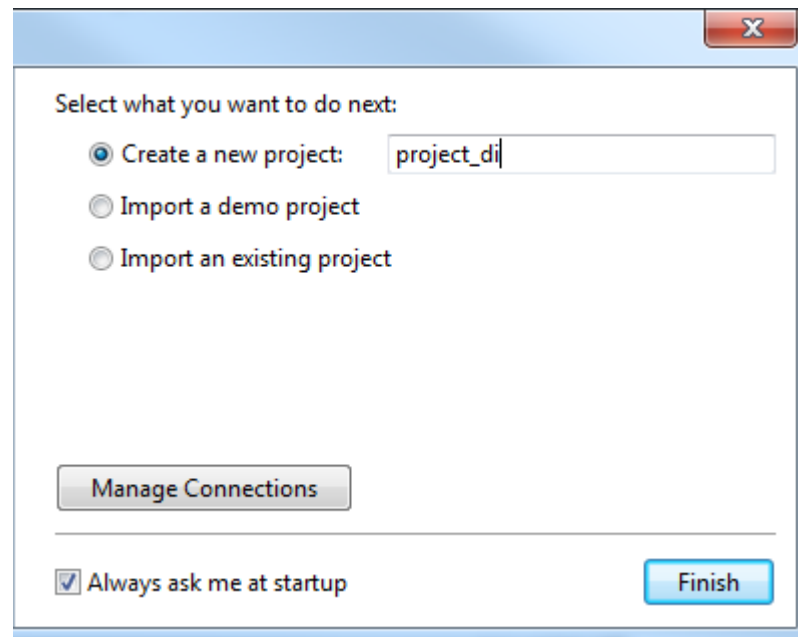 Select what you want to do next:
Create a new project: project_di
Import a demo project
Import an existing project
Manage Connections
Always ask me at startup
Finish